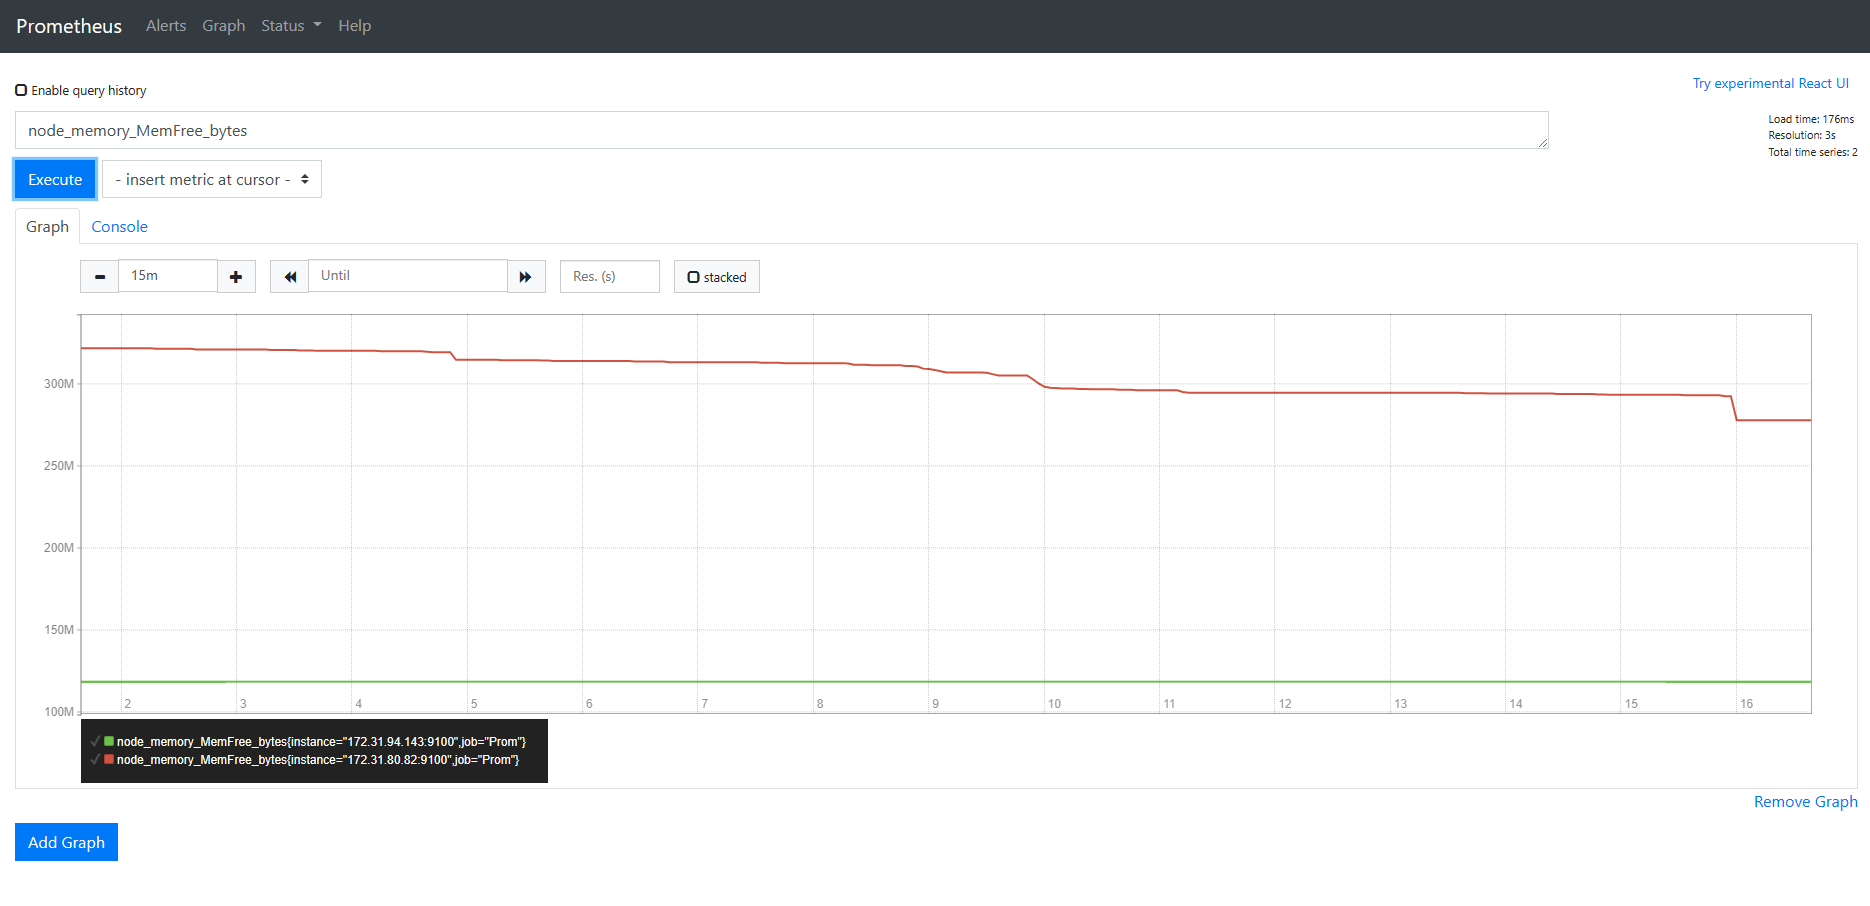 Prometheus Alerts Graph Status Help
Enable query history
Try experimental React UI
node_memory_MemFree_bytes
Load time: 176ms
Resolution: 3s
Total time series: 2
Execute - insert metric at cursor -
Graph Console
15m Until Res. (s) stacked
300M
250M
200M
150M
100M
2 3 4 5 6 7 8 9 10 11 12 13 14 15 16
node_memory_MemFree_bytes{instance="172.31.94.143:9100",job="Prom"}
node_memory_MemFree_bytes{instance="172.31.80.82:9100",job="Prom"}
Remove Graph
Add Graph